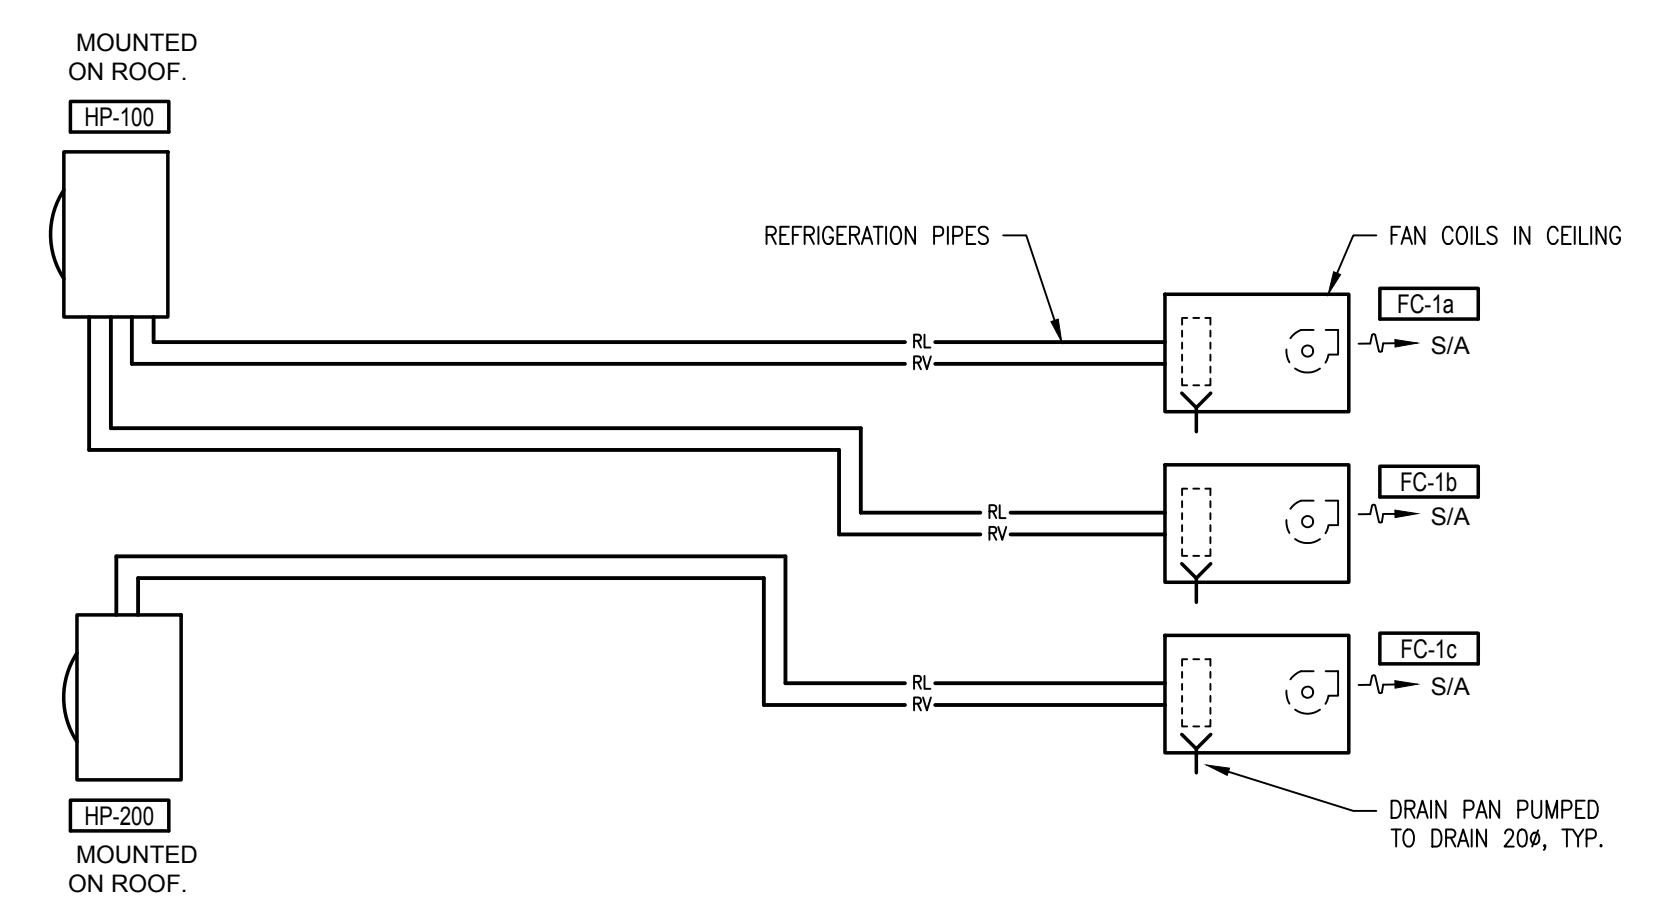 MOUNTED
ON ROOF.
HP-100
REFRIGERATION PIPES
FAN COILS IN CEILING
FC-1a
RL
S/A
RV
FC-1b
RL
S/A
RV
FC-1c
RL
S/A
RV
HP-200
DRAIN PAN PUMPED
TO DRAIN 20ø, TYP.
MOUNTED
ON ROOF.